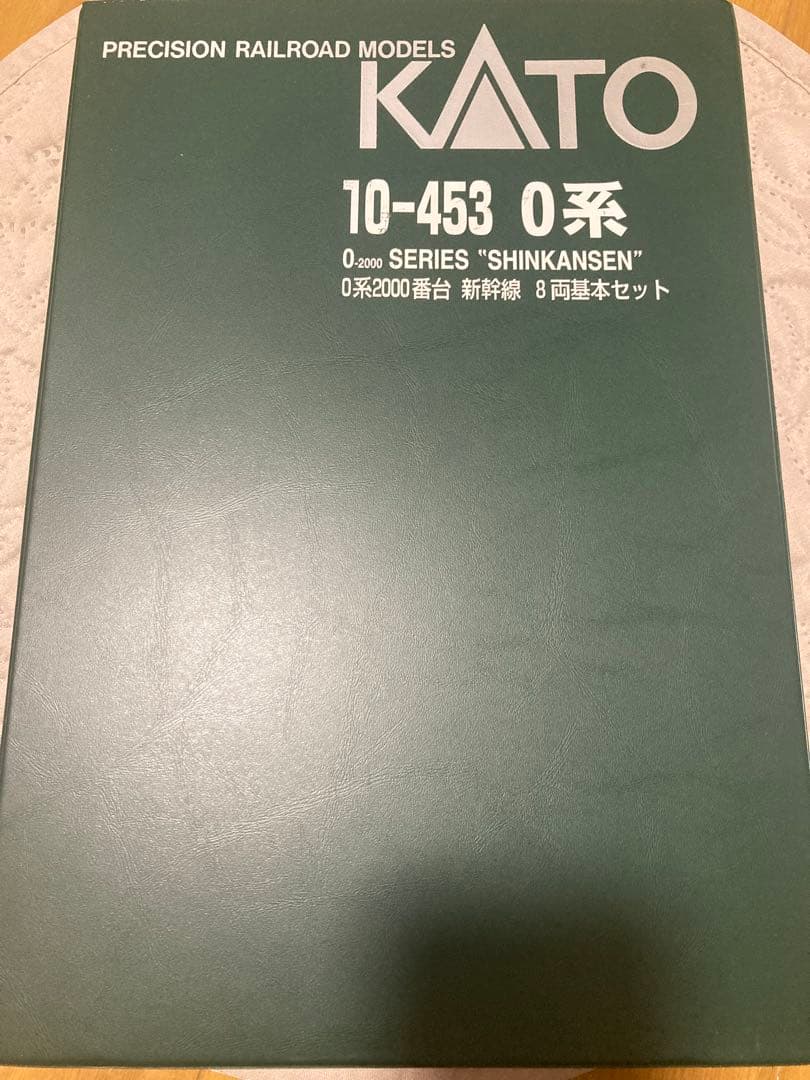 PRECISION RAILROAD MODELS
KATO
10-453 0系
0-2000 SERIES “SHINKANSEN”
0系2000番台 新幹線 8両基本セット